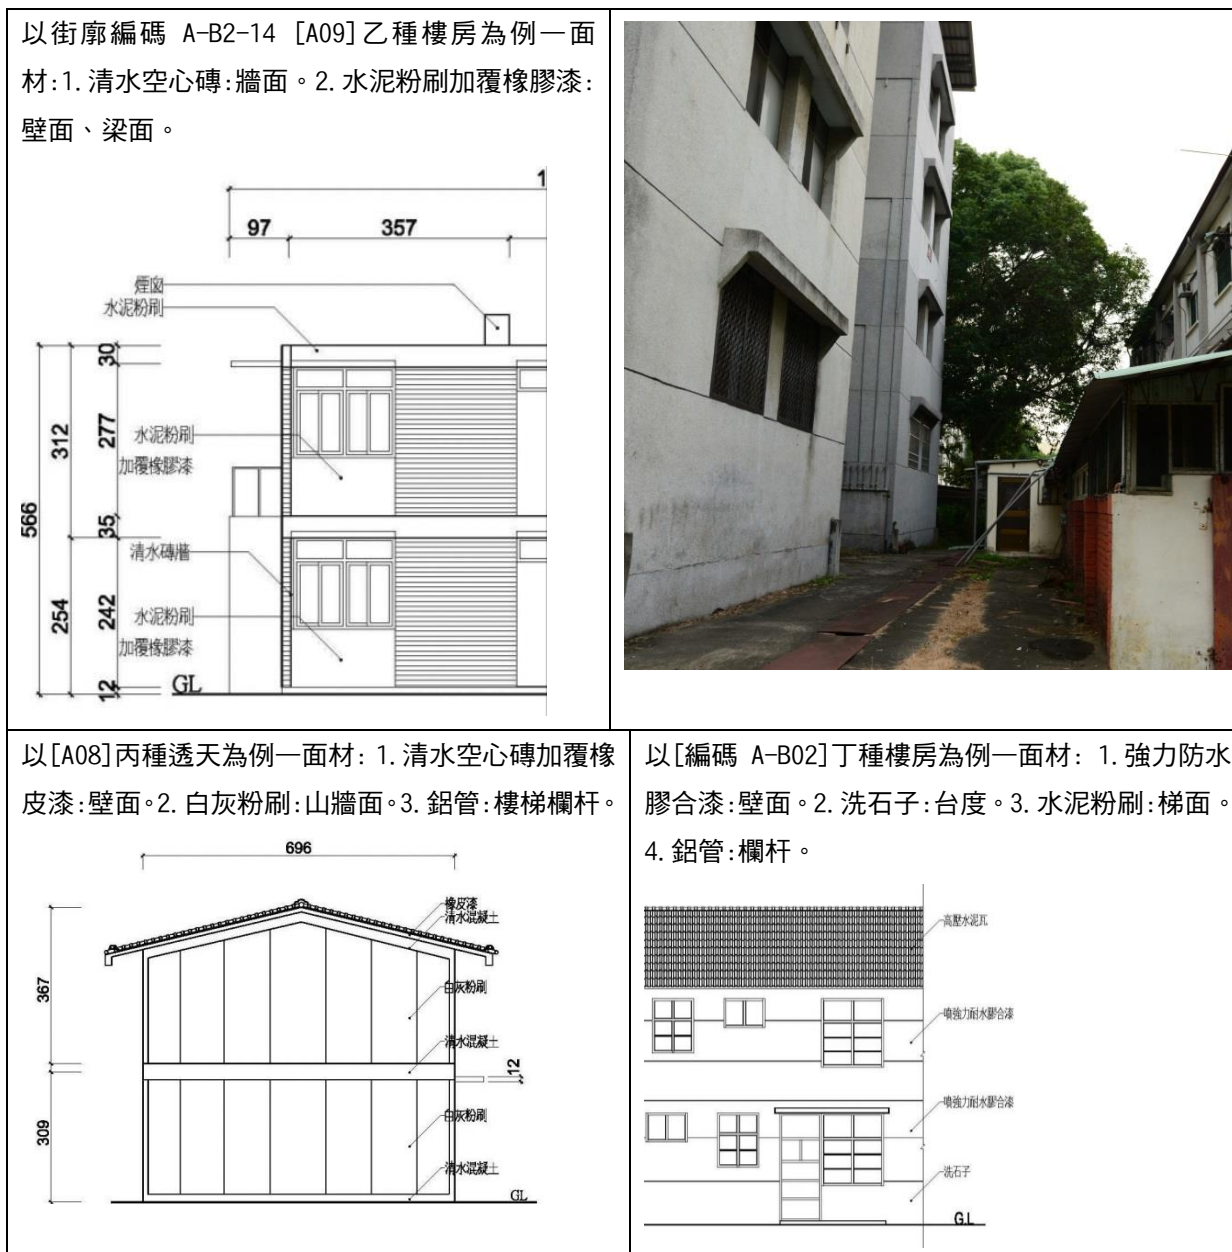 以街廓編碼 A-B2-14 [A09]乙種樓房為例—面
材:1.清水空心磚:牆面。2.水泥粉刷加覆橡膠漆:
壁面、梁面。
1
97
357
煙囪
水泥粉刷
30
312
277
水泥粉刷
加覆橡膠漆
566
35
清水磚牆
254
242
水泥粉刷
加覆橡膠漆
12
GL
以[A08]丙種透天為例—面材: 1.清水空心磚加覆橡
皮漆:壁面。2.白灰粉刷:山牆面。3.鋁管:樓梯欄杆。
696
橡皮漆
清水混凝土
367
白灰粉刷
清水混凝土
12
309
白灰粉刷
清水混凝土
GL
以[編碼 A-B02]丁種樓房為例—面材: 1.強力防水
膠合漆:壁面。2.洗石子:台度。3.水泥粉刷:梯面。
4.鋁管:欄杆。
高壓水泥瓦
噴強力耐水膠合漆
噴強力耐水膠合漆
洗石子
G.L